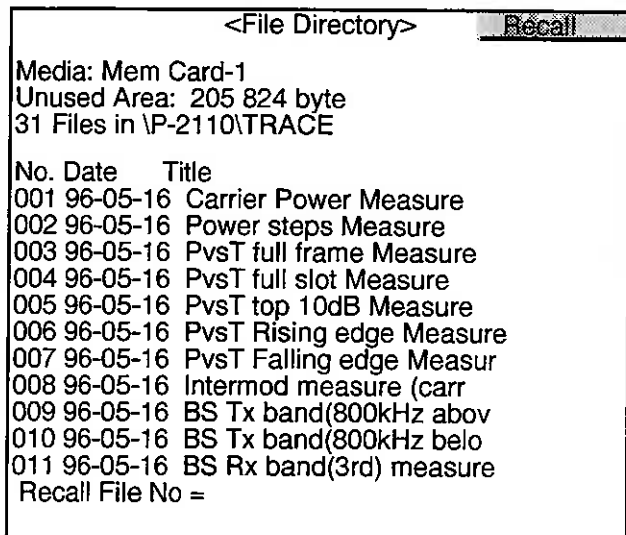 <File Directory> Recall
Media: Mem Card-1
Unused Area: 205 824 byte
31 Files in \P-2110\TRACE
No. Date Title
001 96-05-16 Carrier Power Measure
002 96-05-16 Power steps Measure
003 96-05-16 PvsT full frame Measure
004 96-05-16 PvsT full slot Measure
005 96-05-16 PvsT top 10dB Measure
006 96-05-16 PvsT Rising edge Measure
007 96-05-16 PvsT Falling edge Measur
008 96-05-16 Intermod measure (carr
009 96-05-16 BS Tx band(800kHz abov
010 96-05-16 BS Tx band(800kHz belo
011 96-05-16 BS Rx band(3rd) measure
Recall File No =